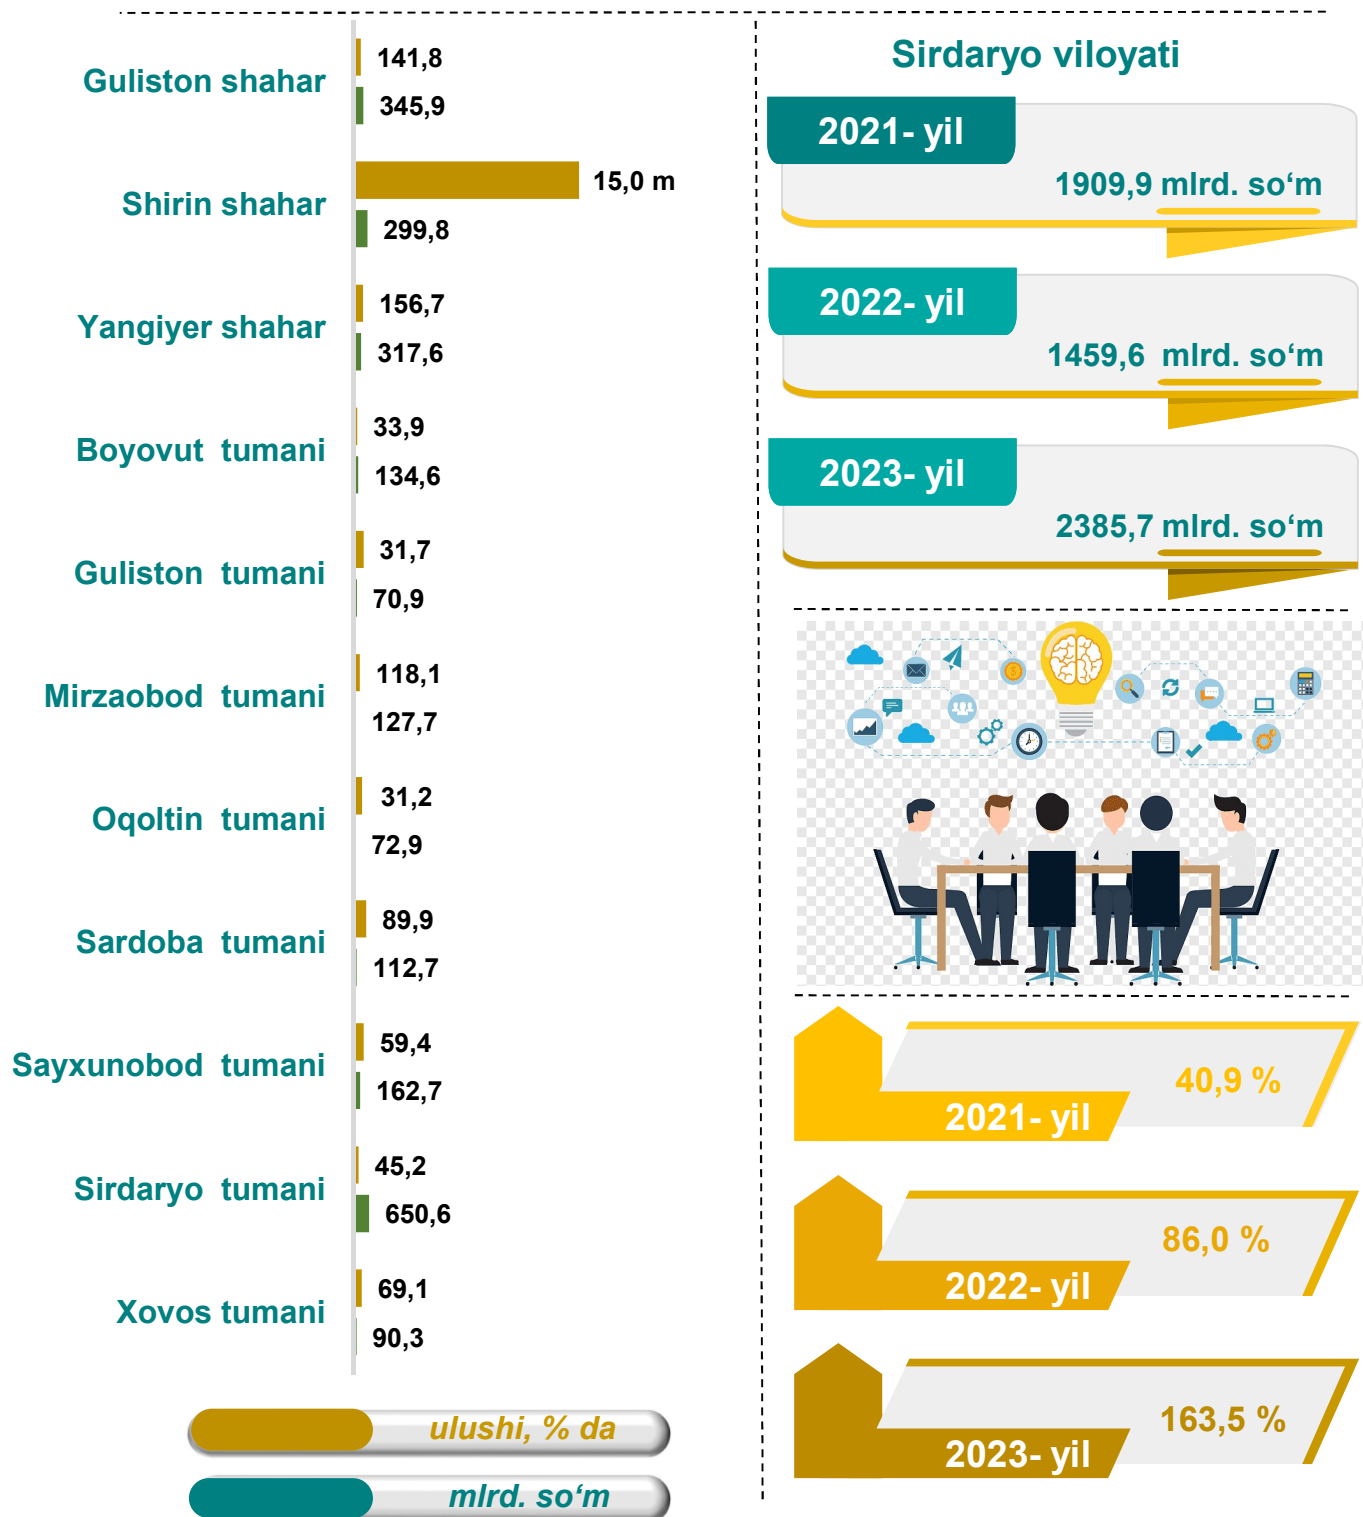 Guliston shahar
141,8
345,9
Shirin shahar
15,0 m
299,8
Yangiyer shahar
156,7
317,6
Boyovut tumani
33,9
134,6
Guliston tumani
31,7
70,9
Mirzaobod tumani
118,1
127,7
Oqoltin tumani
31,2
72,9
Sardoba tumani
89,9
112,7
Sayxunobod tumani
59,4
162,7
Sirdaryo tumani
45,2
650,6
Xovos tumani
69,1
90,3
ulushi, % da
mlrd. so‘m
Sirdaryo viloyati
2021- yil
1909,9 mlrd. so‘m
2022- yil
1459,6 mlrd. so‘m
2023- yil
2385,7 mlrd. so‘m
40,9 %
2021- yil
86,0 %
2022- yil
163,5 %
2023- yil